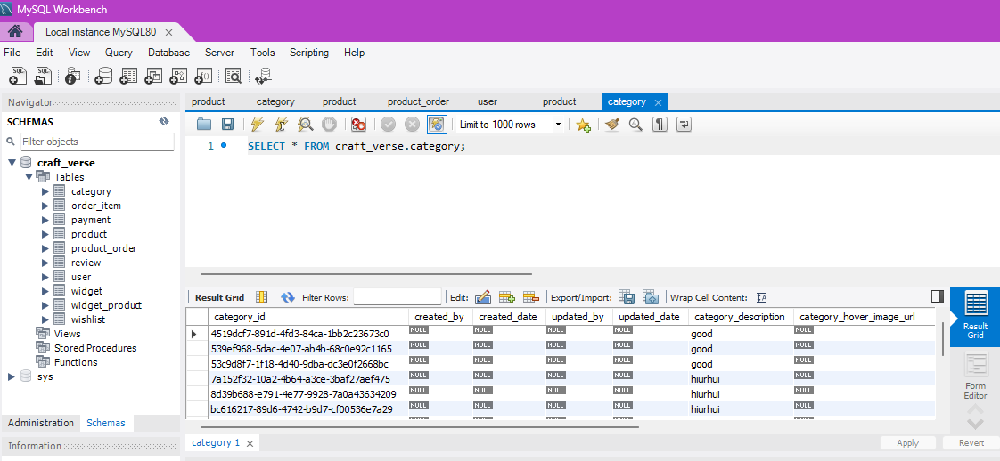 MySQL Workbench
Local instance MySQL80
File Edit View Query Database Server Tools Scripting Help
Navigator
SCHEMAS
Filter objects
craft_verse
Tables
category
order_item
payment
product
product_order
review
user
widget
widget_product
wishlist
Views
Stored Procedures
Functions
sys
Administration Schemas
Information
product category product product_order user product category
Limit to 1000 rows
1 SELECT * FROM craft_verse.category;
Result Grid Filter Rows: Edit: Export/Import: Wrap Cell Content:
category_id created_by created_date updated_by updated_date category_description category_hover_image_url
4519dcf7-891d-4fd3-84ca-1bb2c23673c0 NULL NULL NULL NULL good NULL
539ef968-5dac-4e07-ab4b-68c0e92c1165 NULL NULL NULL NULL good NULL
53c9d8f7-1f18-4d40-9dba-dc3e0f2668bc NULL NULL NULL NULL good NULL
7a152f32-10a2-4b64-a3ce-3baf27aef475 NULL NULL NULL NULL hiurhui NULL
8d39b688-e791-4e77-9928-7a0a43634209 NULL NULL NULL NULL hiurhui NULL
bc616217-89d6-4742-b9d7-cf00536e7a29 NULL NULL NULL NULL hiurhui NULL
Result
Grid
Form
Editor
category 1
Apply Revert